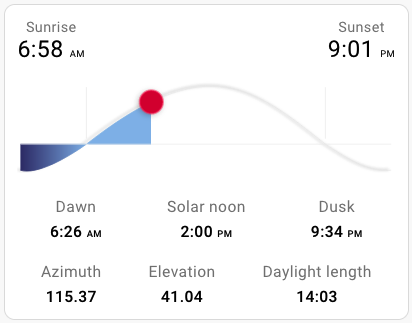 Sunrise Sunset
6:58 AM 9:01 PM
Dawn Solar noon Dusk
6:26 AM 2:00 PM 9:34 PM
Azimuth Elevation Daylight length
115.37 41.04 14:03